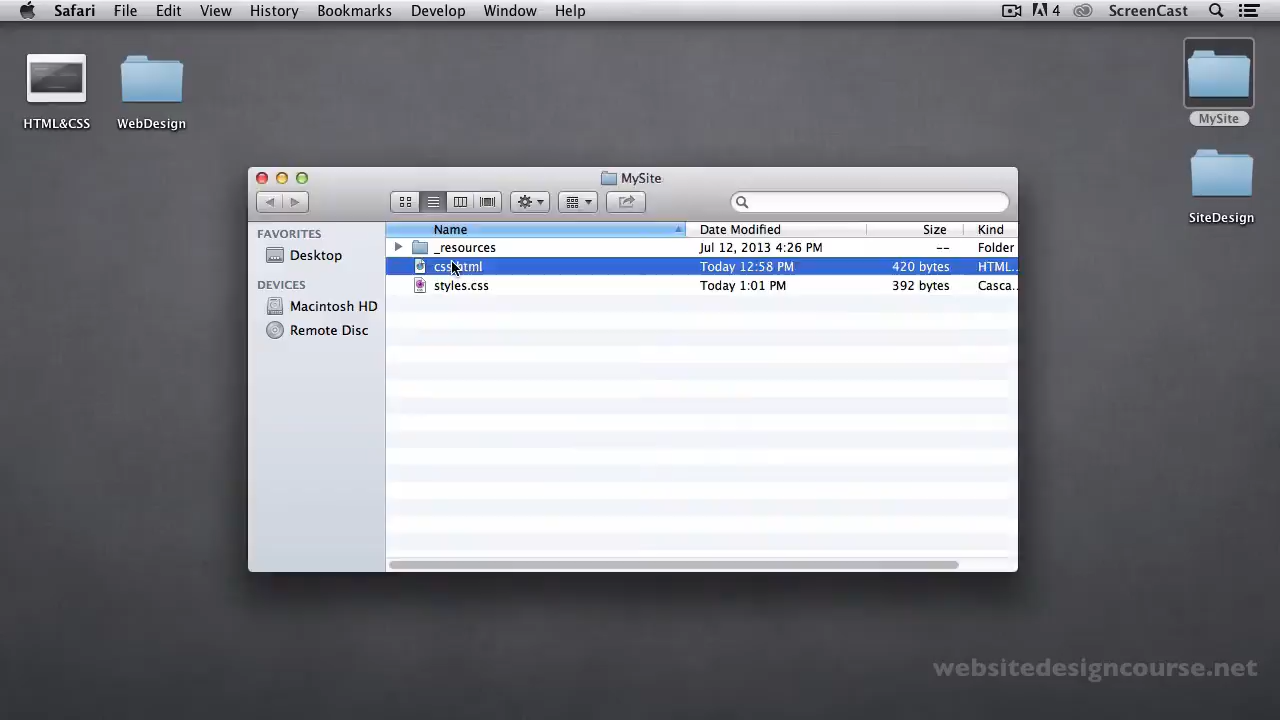 Safari File Edit View History Bookmarks Develop Window Help 4 ScreenCast
HTML&CSS
WebDesign
MySite
SiteDesign
MySite
FAVORITES
Desktop
DEVICES
Macintosh HD
Remote Disc
Name Date Modified Size Kind
_resources Jul 12, 2013 4:26 PM -- Folder
Today 12:58 PM 420 bytes HTML...
styles.css Today 1:01 PM 392 bytes Casca...
websitedesigncourse.net